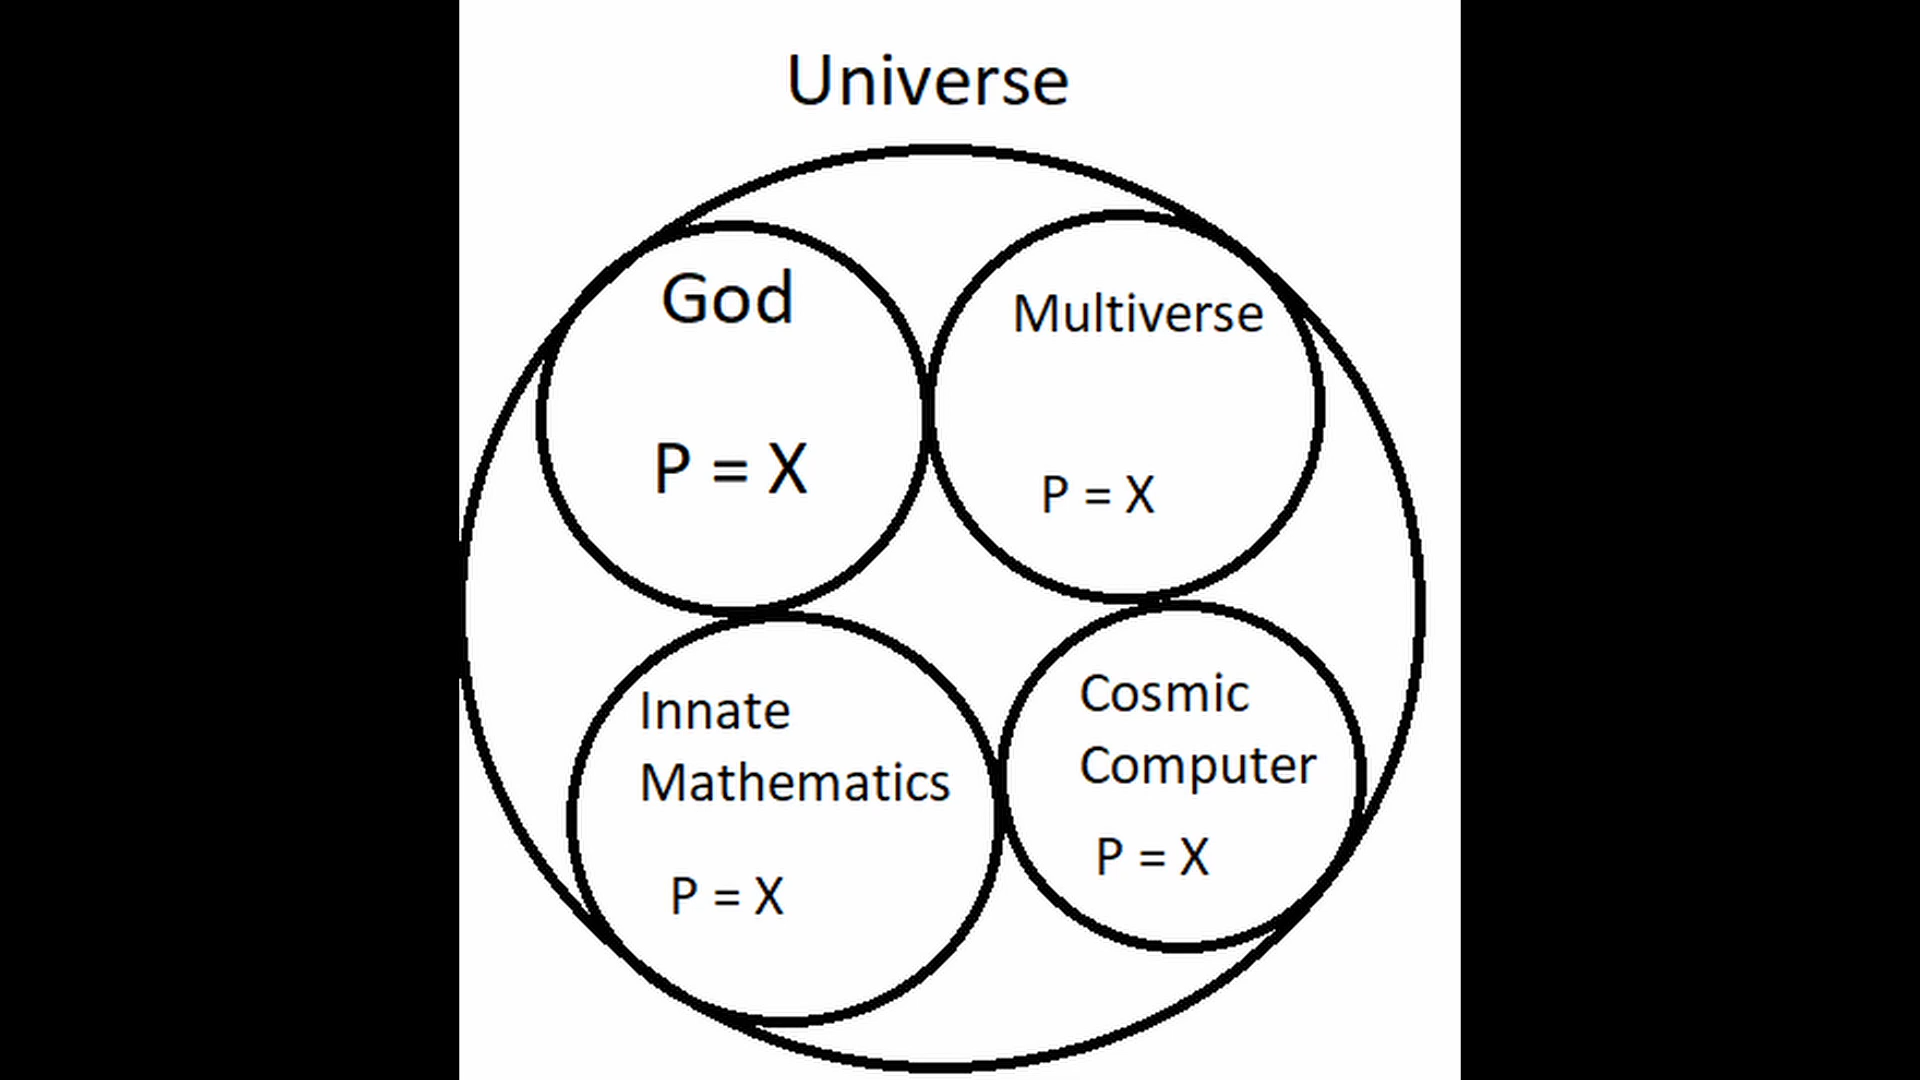 Universe
God
P = X
Multiverse
P = X
Innate
Mathematics
P = X
Cosmic
Computer
P = X